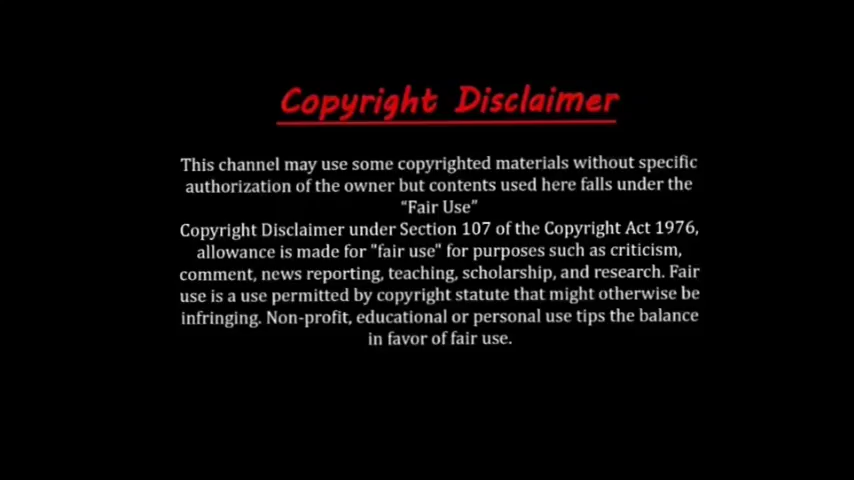 Copyright Disclaimer
This channel may use some copyrighted materials without specific
authorization of the owner but contents used here falls under the
“Fair Use”
Copyright Disclaimer under Section 107 of the Copyright Act 1976,
allowance is made for "fair use" for purposes such as criticism,
comment, news reporting, teaching, scholarship, and research. Fair
use is a use permitted by copyright statute that might otherwise be
infringing. Non-profit, educational or personal use tips the balance
in favor of fair use.